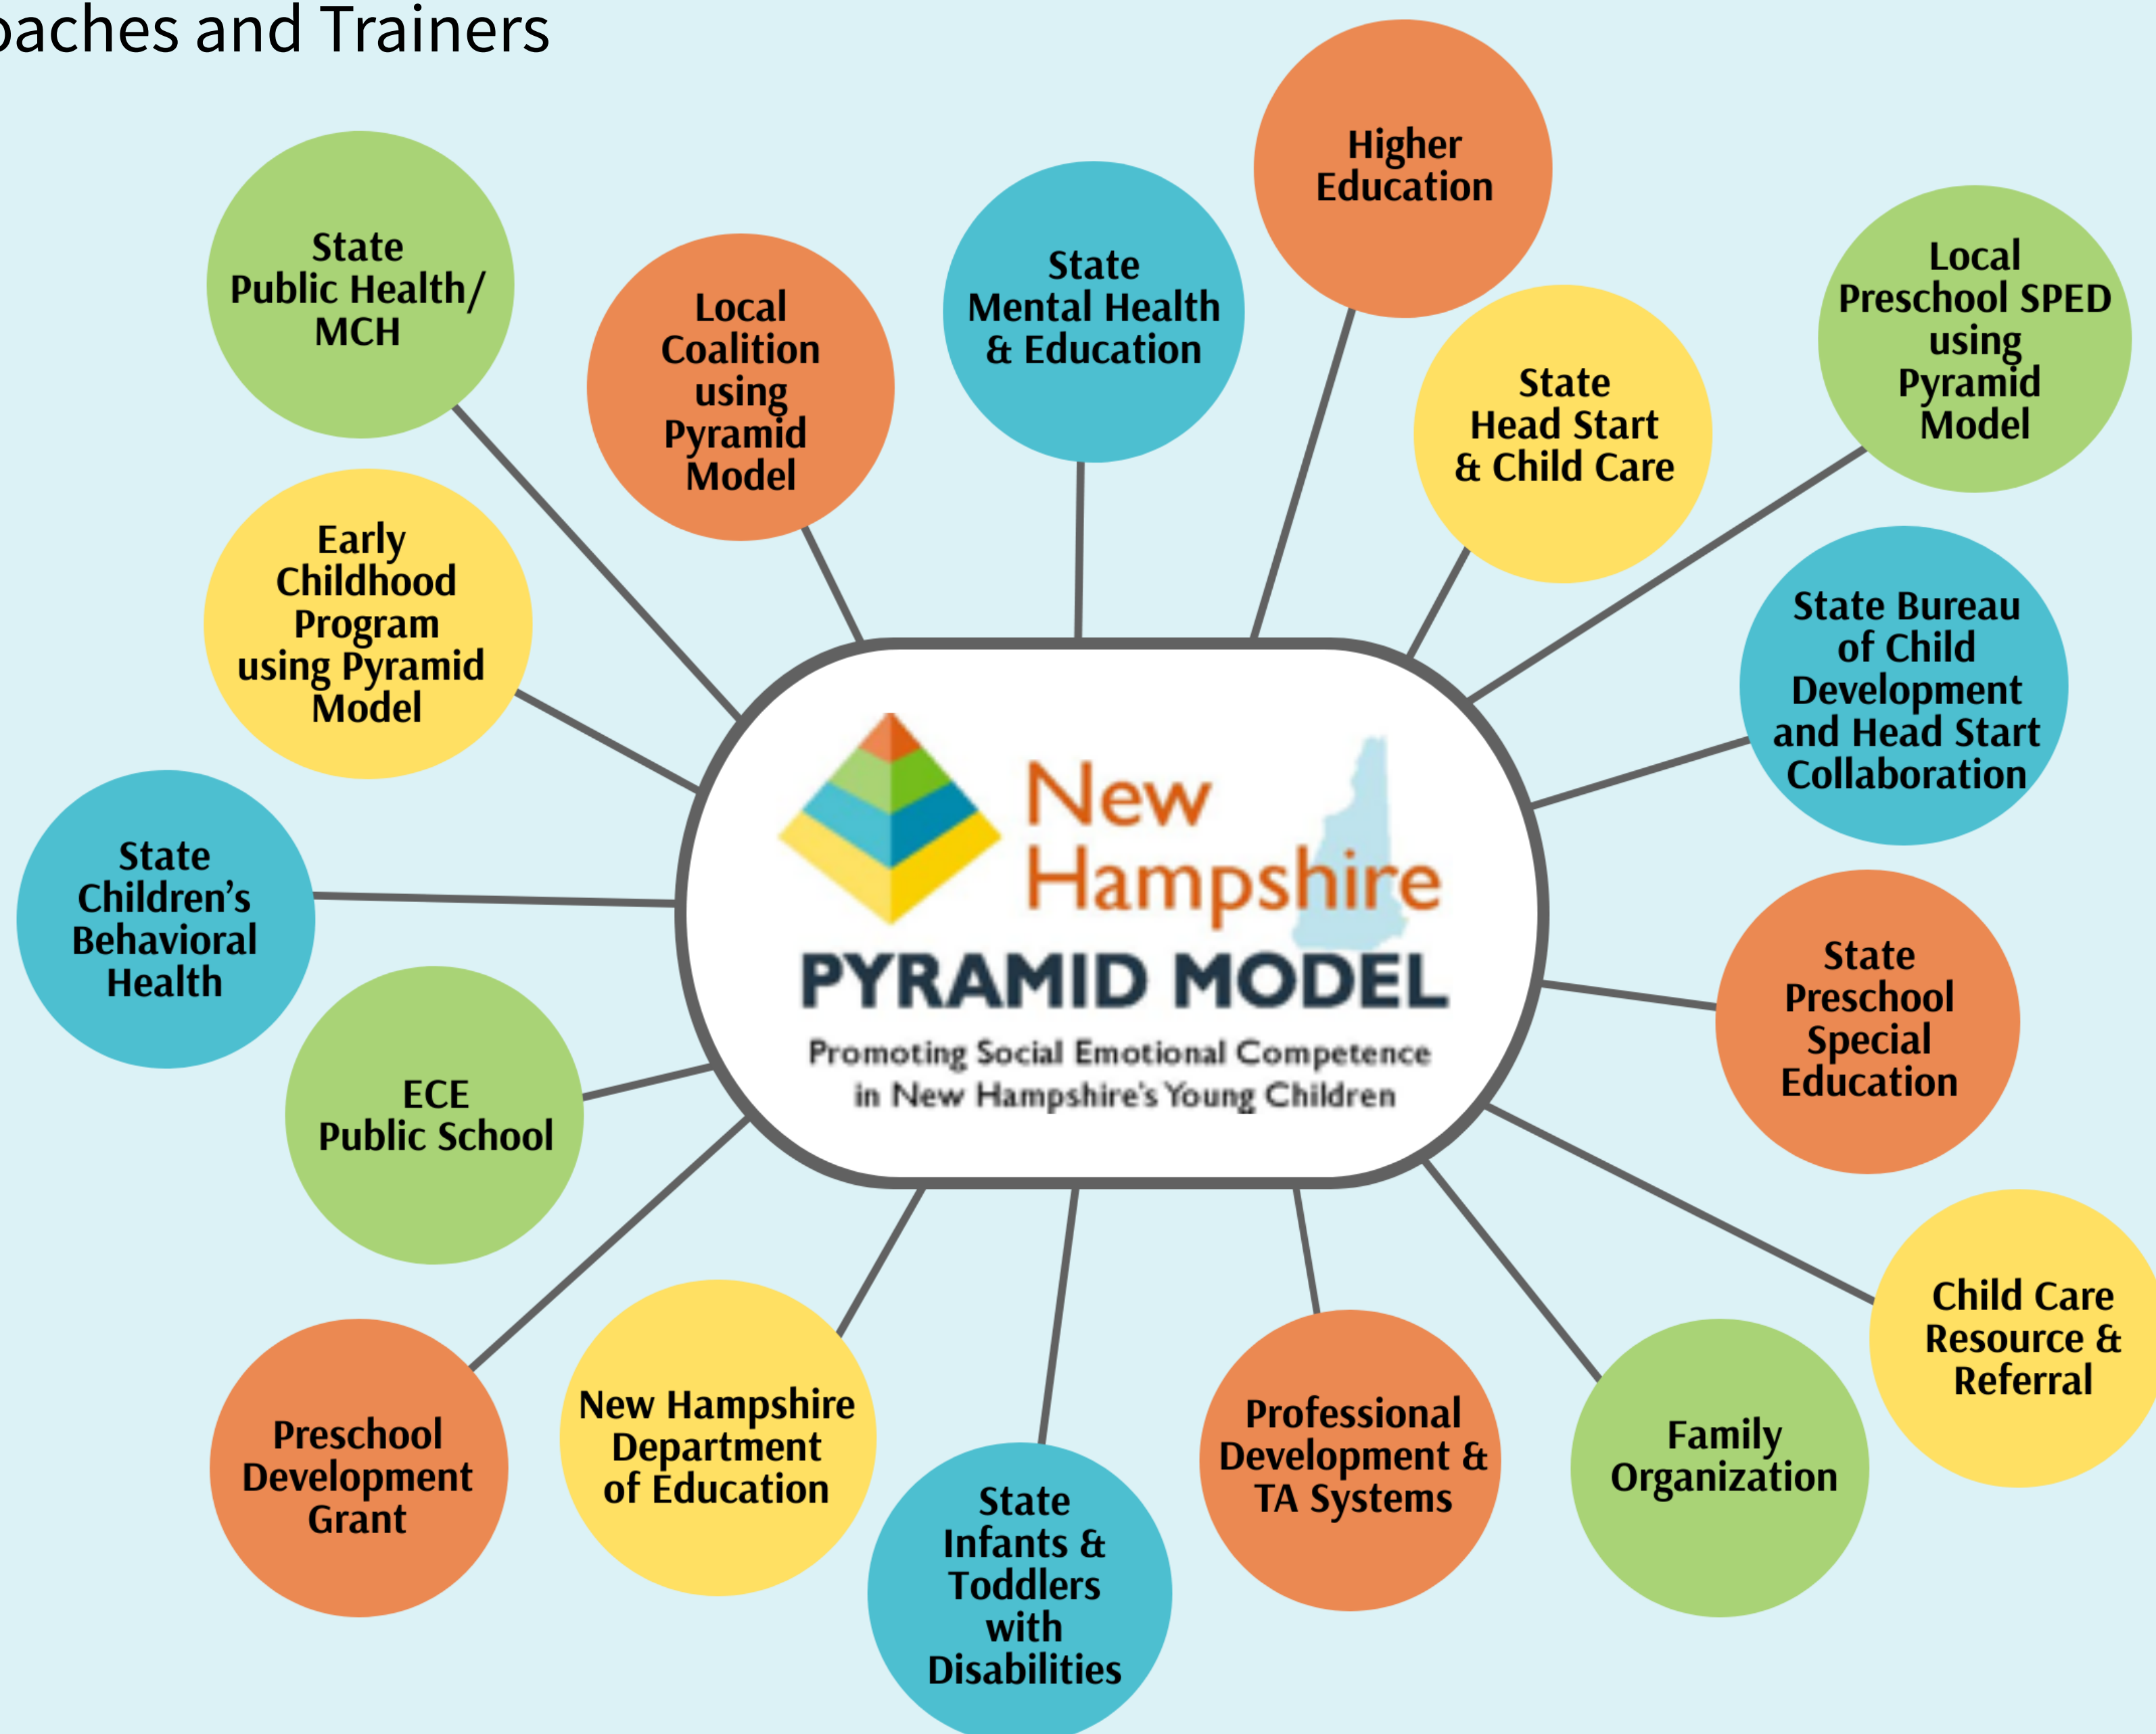 oaches and Trainers
Higher
Education
State
Public Health/
MCH
Local
Coalition
using
Pyramid
Model
State
Mental Health
& Education
State
Head Start
& Child Care
Local
Preschool SPED
using
Pyramid
Model
Early
Childhood
Program
using Pyramid
Model
State Bureau
of Child
Development
and Head Start
Collaboration
New
Hampshire
PYRAMID MODEL
Promoting Social Emotional Competence
in New Hampshire's Young Children
State
Children’s
Behavioral
Health
State
Preschool
Special
Education
ECE
Public School
Child Care
Resource &
Referral
Preschool
Development
Grant
New Hampshire
Department
of Education
State
Infants &
Toddlers
with
Disabilities
Professional
Development &
TA Systems
Family
Organization